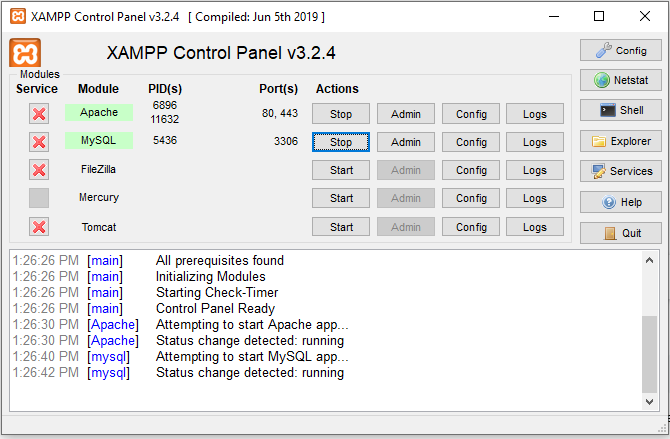 XAMPP Control Panel v3.2.4 [ Compiled: Jun 5th 2019 ]
XAMPP Control Panel v3.2.4
Config
Modules
Service Module PID(s) Port(s) Actions
Netstat
Apache 6896 11632 80, 443 Stop Admin Config Logs
Shell
MySQL 5436 3306 Stop Admin Config Logs
Explorer
FileZilla Start Admin Config Logs
Services
Mercury Start Admin Config Logs
Help
Tomcat Start Admin Config Logs
Quit
1:26:26 PM [main] All prerequisites found
1:26:26 PM [main] Initializing Modules
1:26:26 PM [main] Starting Check-Timer
1:26:26 PM [main] Control Panel Ready
1:26:30 PM [Apache] Attempting to start Apache app...
1:26:30 PM [Apache] Status change detected: running
1:26:40 PM [mysql] Attempting to start MySQL app...
1:26:42 PM [mysql] Status change detected: running